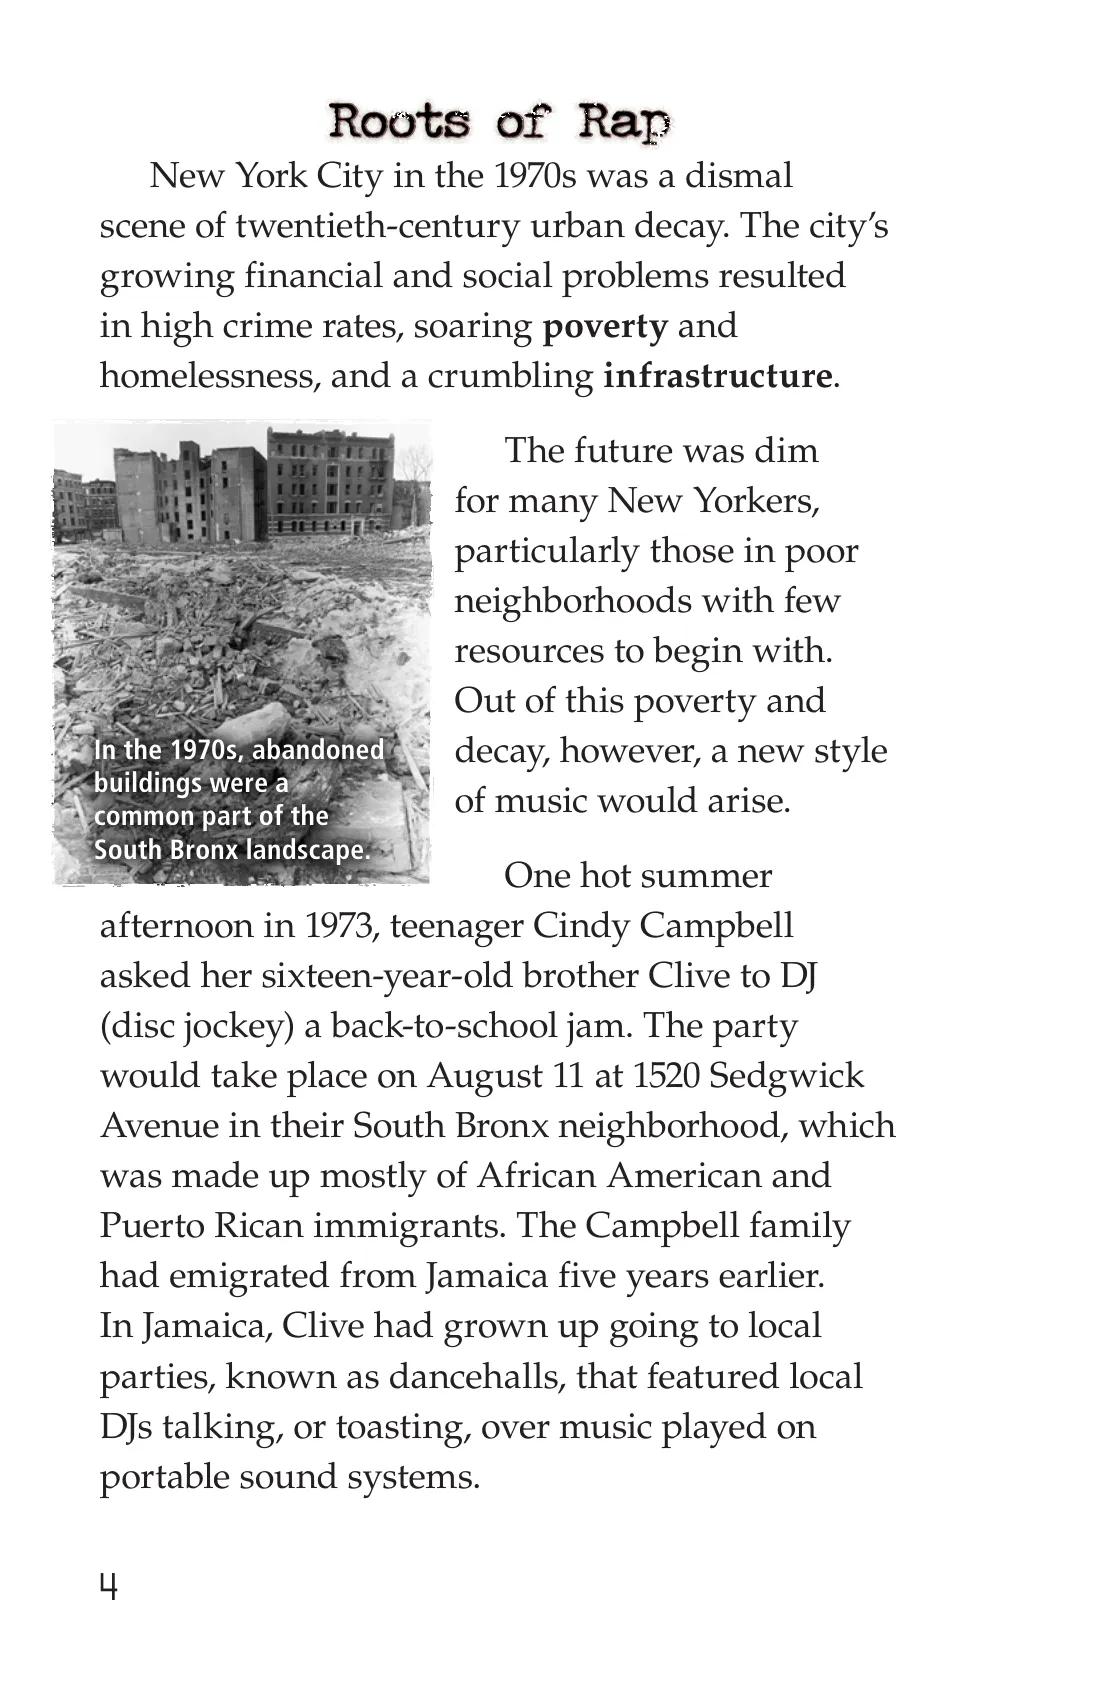 Roots of Rap
New York City in the 1970s was a dismal
scene of twentieth-century urban decay. The city’s
growing financial and social problems resulted
in high crime rates, soaring poverty and
homelessness, and a crumbling infrastructure.
In the 1970s, abandoned
buildings were a
common part of the
South Bronx landscape.
The future was dim
for many New Yorkers,
particularly those in poor
neighborhoods with few
resources to begin with.
Out of this poverty and
decay, however, a new style
of music would arise.
One hot summer
afternoon in 1973, teenager Cindy Campbell
asked her sixteen-year-old brother Clive to DJ
(disc jockey) a back-to-school jam. The party
would take place on August 11 at 1520 Sedgwick
Avenue in their South Bronx neighborhood, which
was made up mostly of African American and
Puerto Rican immigrants. The Campbell family
had emigrated from Jamaica five years earlier.
In Jamaica, Clive had grown up going to local
parties, known as dancehalls, that featured local
DJs talking, or toasting, over music played on
portable sound systems.
4